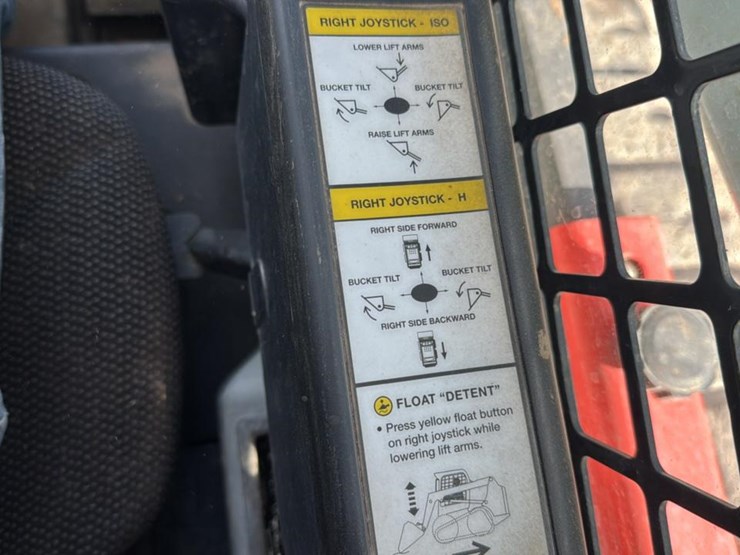 RIGHT JOYSTICK - ISO
LOWER LIFT ARMS
BUCKET TILT
BUCKET TILT
RAISE LIFT ARMS
RIGHT JOYSTICK - H
RIGHT SIDE FORWARD
BUCKET TILT
BUCKET TILT
RIGHT SIDE BACKWARD
FLOAT "DETENT"
• Press yellow float button
on right joystick while
lowering lift arms.